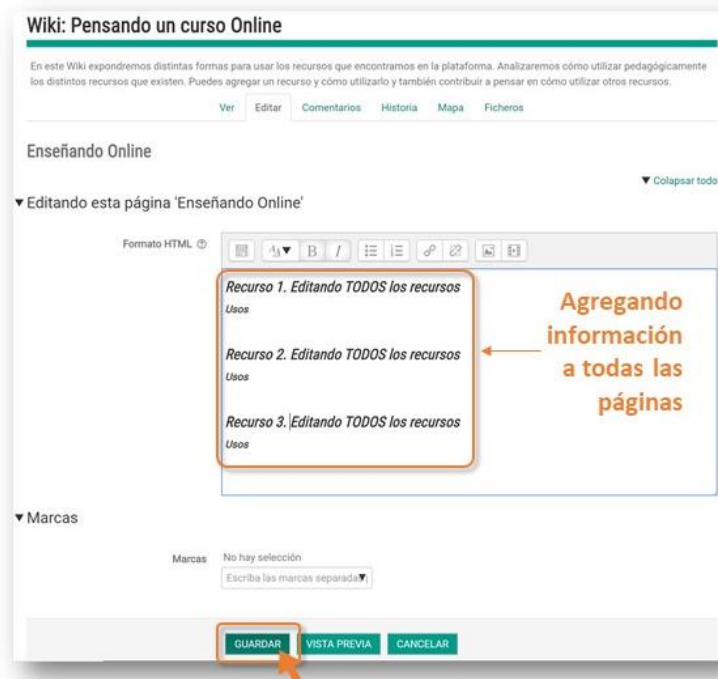 Wiki: Pensando un curso Online
En este Wiki expondremos distintas formas para usar los recursos que encontramos en la plataforma. Analizaremos cómo utilizar pedagógicamente
los distintos recursos que existen. Puedes agregar un recurso y cómo utilizarlo y también contribuir a pensar en cómo utilizar otros recursos.
Ver Editar Comentarios Historia Mapa Ficheros
Enseñando Online
Colapsar todo
Editando esta página 'Enseñando Online'
Formato HTML
B I
Recurso 1. Editando TODOS los recursos
Usos
Recurso 2. Editando TODOS los recursos
Usos
Recurso 3. Editando TODOS los recursos
Usos
Agregando
información
a todas las
páginas
Marcas
Marcas No hay selección
Escriba las marcas separadas
GUARDAR VISTA PREVIA CANCELAR